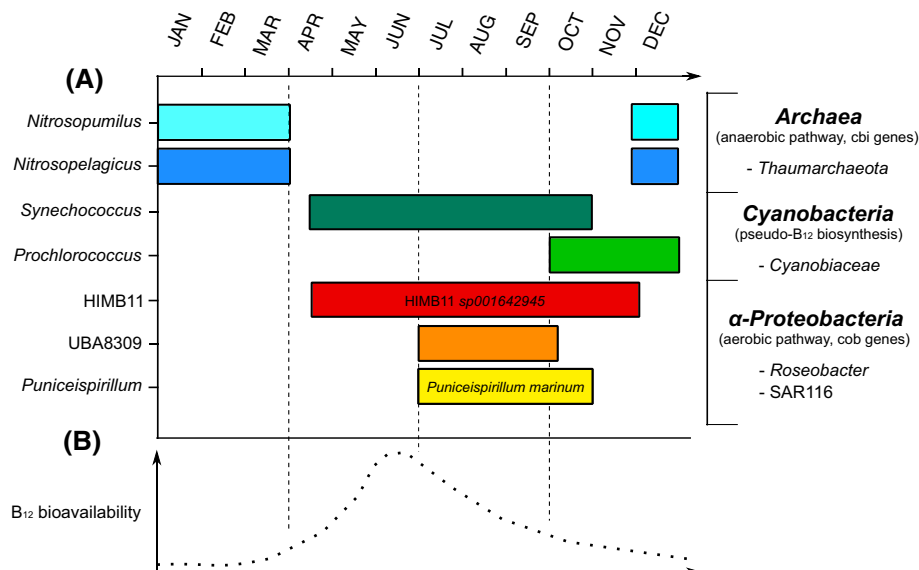 JAN
FEB
MAR
APR
MAY
JUN
JUL
AUG
SEP
OCT
NOV
DEC
(A)
Nitrosopumilus
Nitrosopelagicus
Synechococcus
Prochlorococcus
HIMB11
UBA8309
Puniceispirillum
HIMB11 sp001642945
Puniceispirillum marinum
Archaea
(anaerobic pathway, cbi genes)
- Thaumarchaeota
Cyanobacteria
(pseudo-B₁₂ biosynthesis)
- Cyanobiaceae
α-Proteobacteria
(aerobic pathway, cob genes)
- Roseobacter
- SAR116
(B)
B₁₂ bioavailability